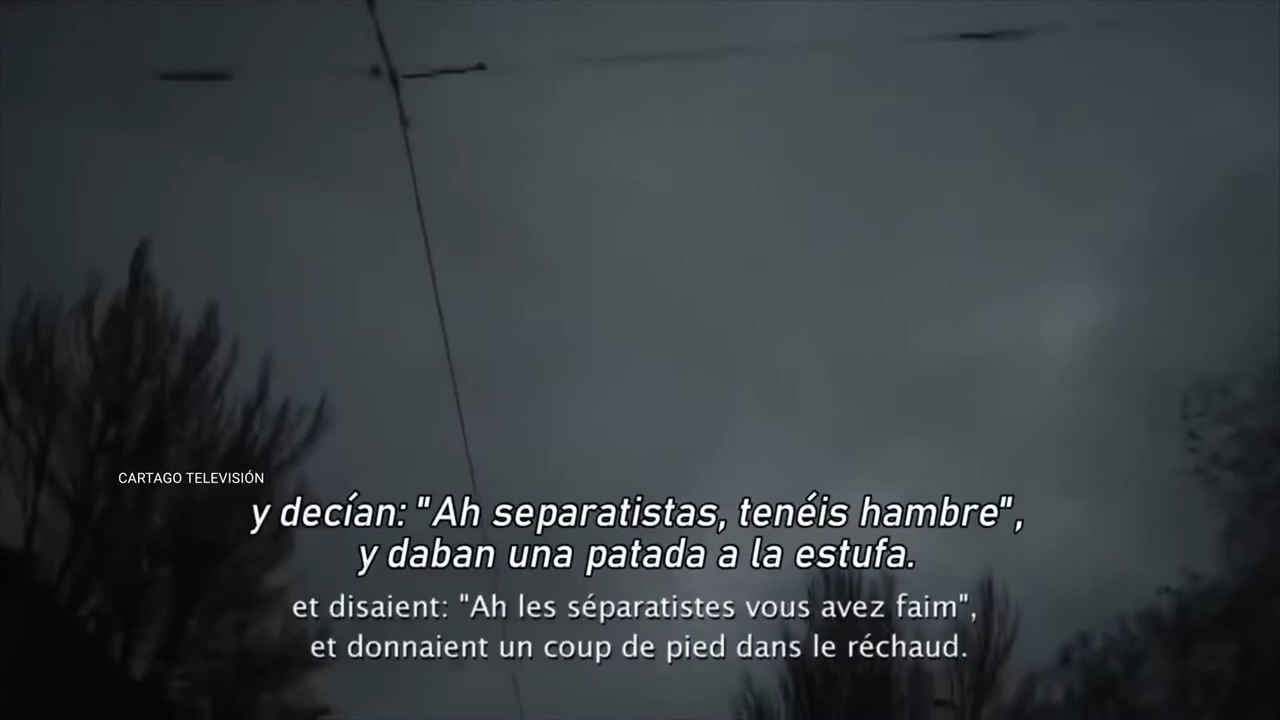 CARTAGO TELEVISIÓN
y decían: "Ah separatistas, tenéis hambre",
y daban una patada a la estufa.
et disaient: "Ah les séparatistes vous avez faim",
et donnaient un coup de pied dans le réchaud.